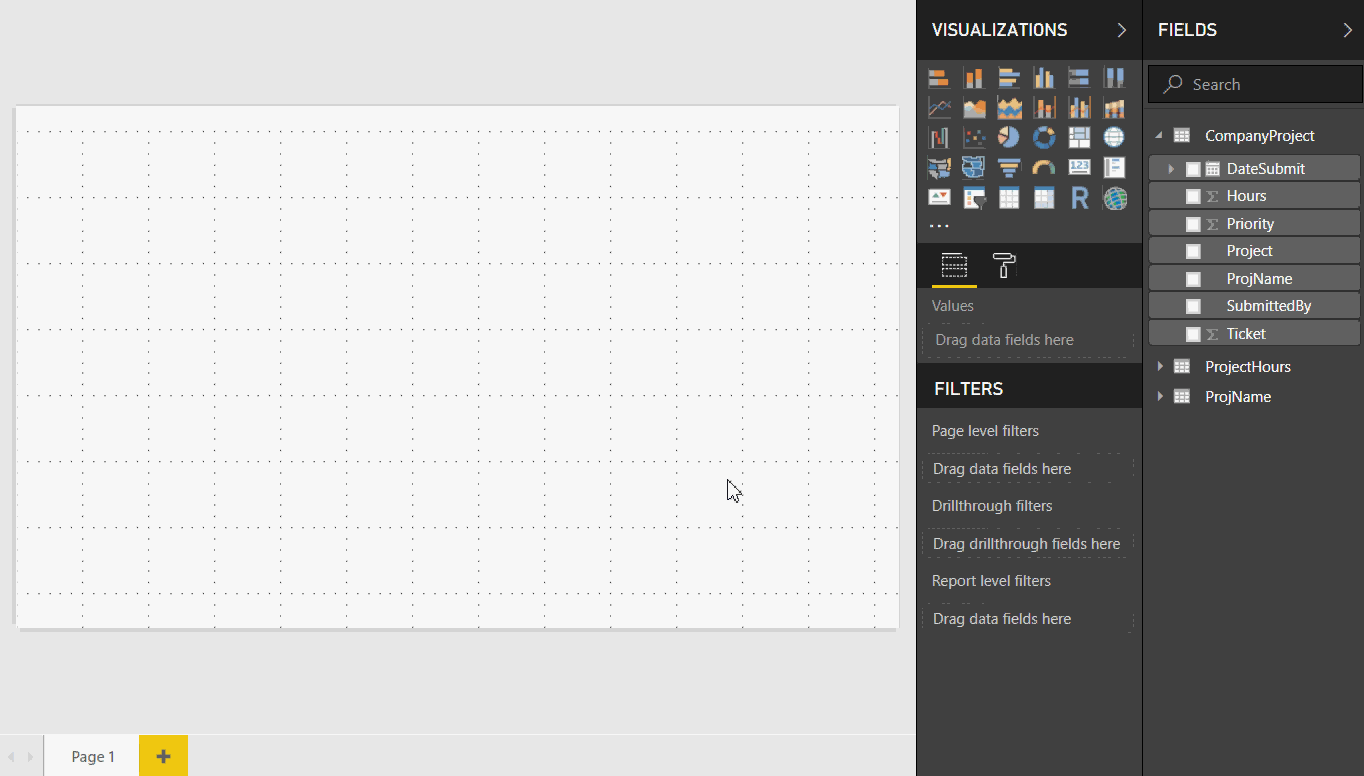 VISUALIZATIONS
Values
Drag data fields here
FILTERS
Page level filters
Drag data fields here
Drillthrough filters
Drag drillthrough fields here
Report level filters
Drag data fields here
FIELDS
Search
CompanyProject
DateSubmit
Σ Hours
Σ Priority
Project
ProjName
SubmittedBy
Σ Ticket
ProjectHours
ProjName
123
R
Page 1